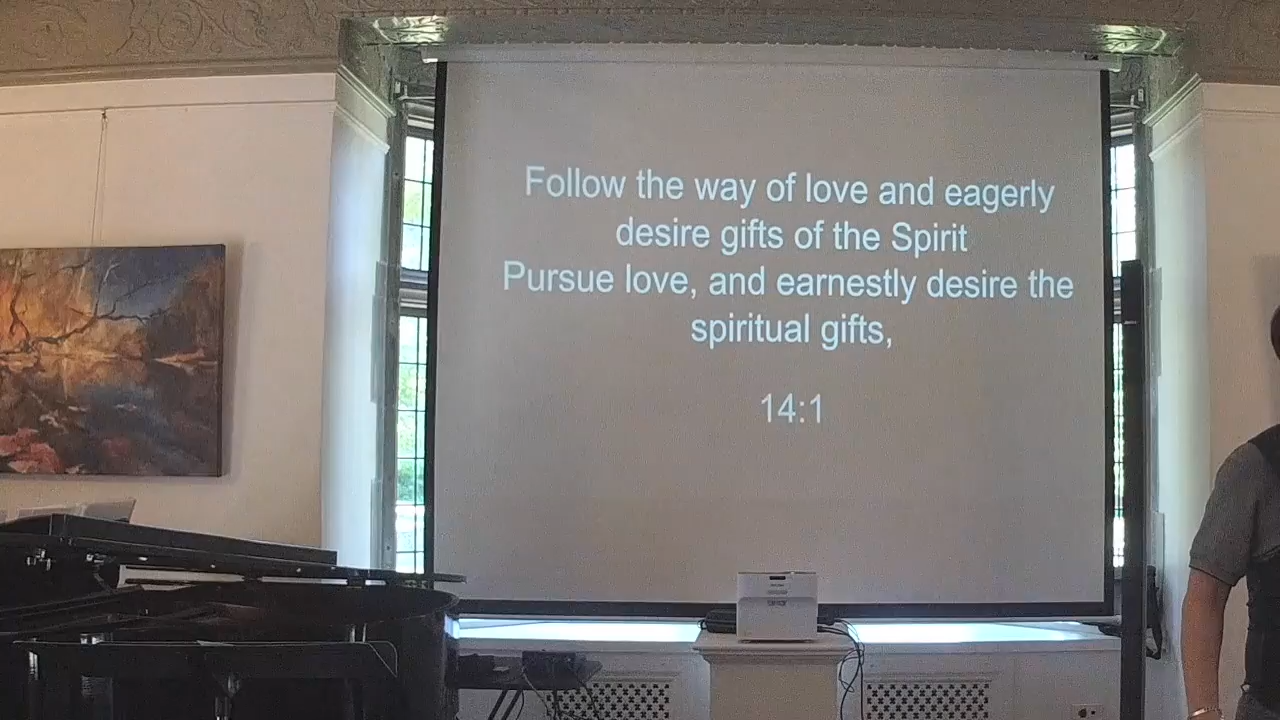 Follow the way of love and eagerly
desire gifts of the Spirit
Pursue love, and earnestly desire the
spiritual gifts,
14:1